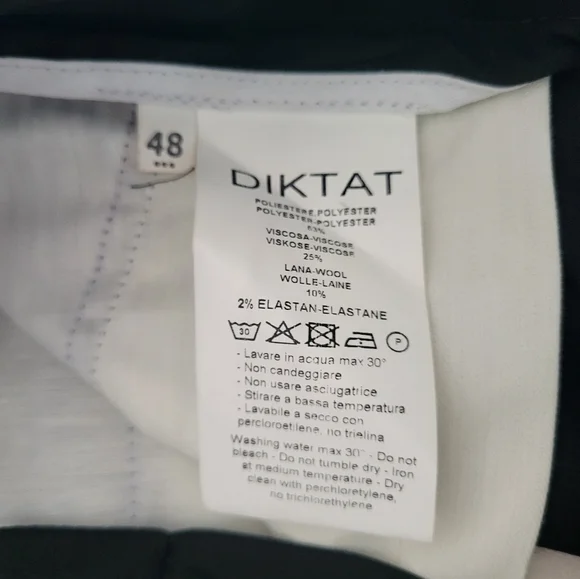 48
DIKTAT
POLIESTERE-POLYESTER
POLYESTER-POLYESTER
63%
VISCOSA-VISCOSE
VISKOSE-VISCOSE
25%
LANA-WOOL
WOLLE-LAINE
10%
2% ELASTAN-ELASTANE
30 P
- Lavare in acqua max 30°
- Non candeggiare
- Non usare asciugatrice
- Stirare a bassa temperatura
- Lavabile a secco con
percloroetilene, no trielina
Washing water max 30° - Do not
bleach - Do not tumble dry - Iron
at medium temperature - Dry
clean with perchloretylene,
no trichlorethylene